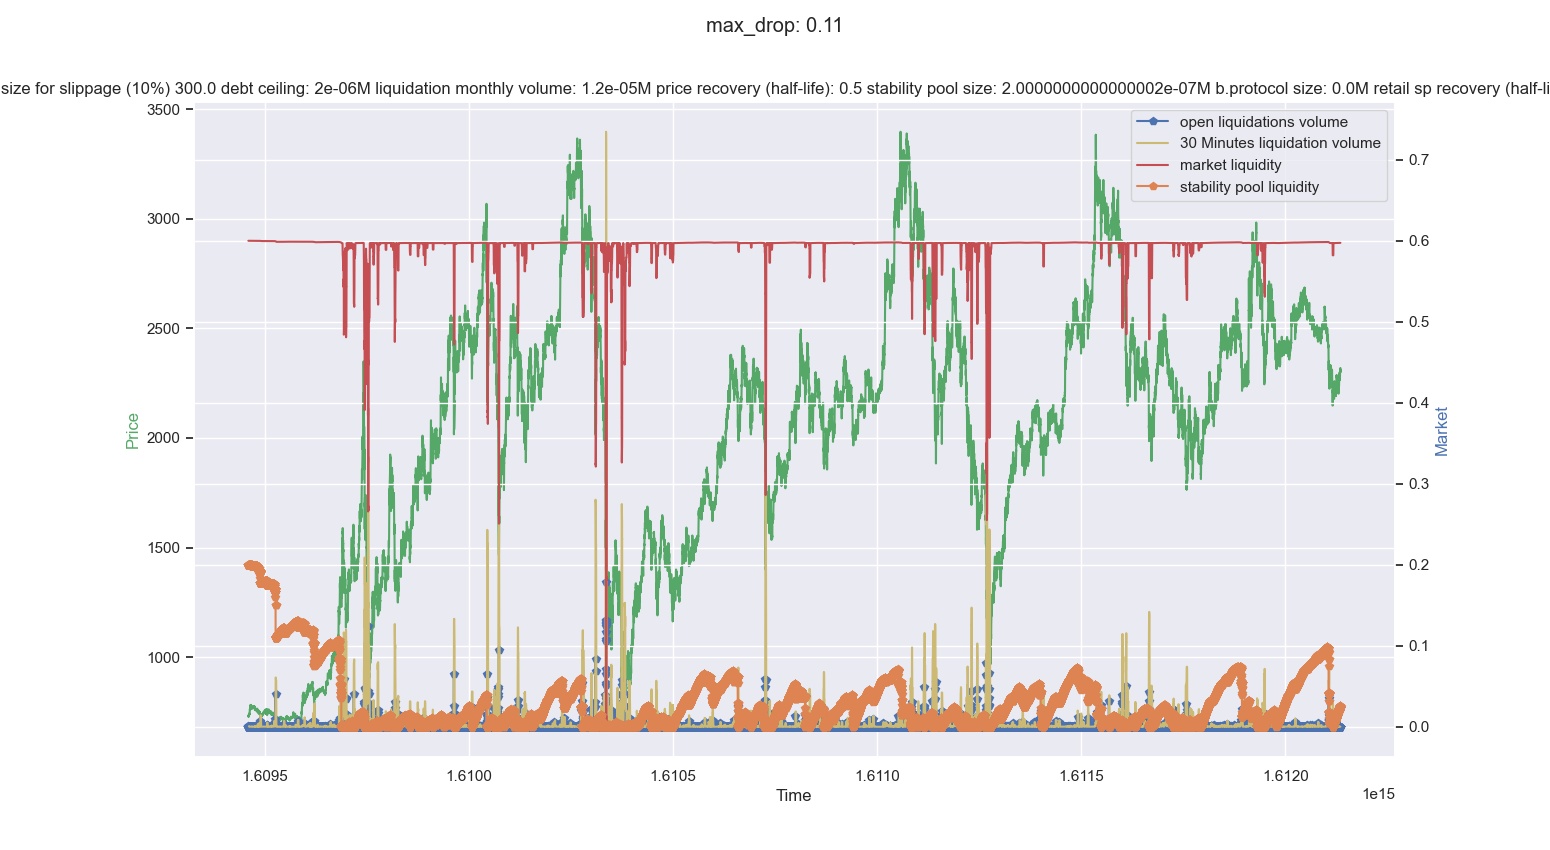 max_drop: 0.11
size for slippage (10%) 300.0 debt ceiling: 2e-06M liquidation monthly volume: 1.2e-05M price recovery (half-life): 0.5 stability pool size: 2.0000000000000002e-07M b.protocol size: 0.0M retail sp recovery (half-li
open liquidations volume
30 Minutes liquidation volume
market liquidity
stability pool liquidity
3500
3000
2500
2000
1500
1000
Price
0.7
0.6
0.5
0.4
0.3
0.2
0.1
0.0
Market
1.6095
1.6100
1.6105
1.6110
1.6115
1.6120
1e15
Time